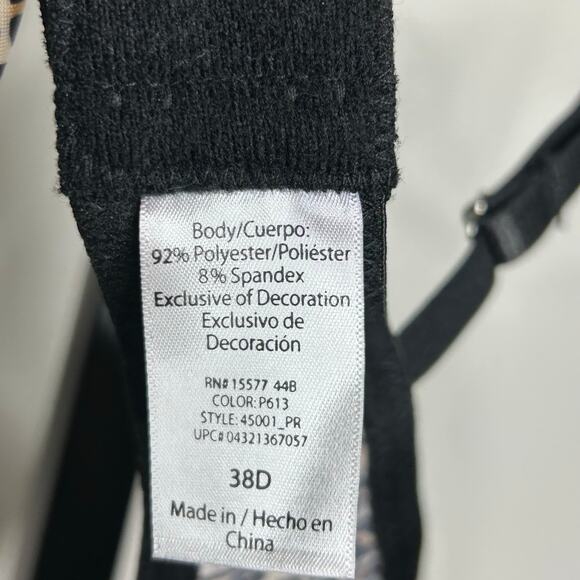 Body/Cuerpo:
92% Polyester/Poliéster
8% Spandex
Exclusive of Decoration
Exclusivo de
Decoración
RN# 15577 44B
COLOR: P613
STYLE: 45001_PR
UPC# 04321367057
38D
Made in / Hecho en
China